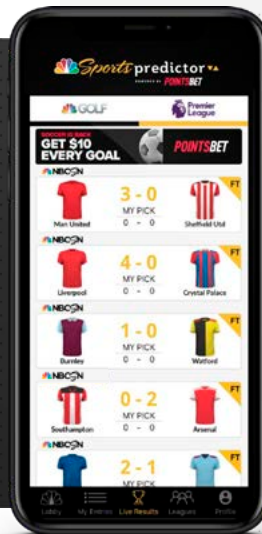 Sports predictor
POWERED BY POINTSBET
GOLF
Premier League
SOCCER IS BACK
GET $10
EVERY GOAL
POINTSBET
NBCSN
FT
3 - 0
MY PICK
0 - 0
Man United
Sheffield Utd
NBCSN
FT
4 - 0
MY PICK
0 - 0
Liverpool
Crystal Palace
NBCSN
FT
1 - 0
MY PICK
0 - 0
Burnley
Watford
NBCSN
FT
0 - 2
MY PICK
0 - 0
Southampton
Arsenal
NBCSN
FT
2 - 1
MY PICK
Lobby
My Entries
Live Results
Leagues
Profile